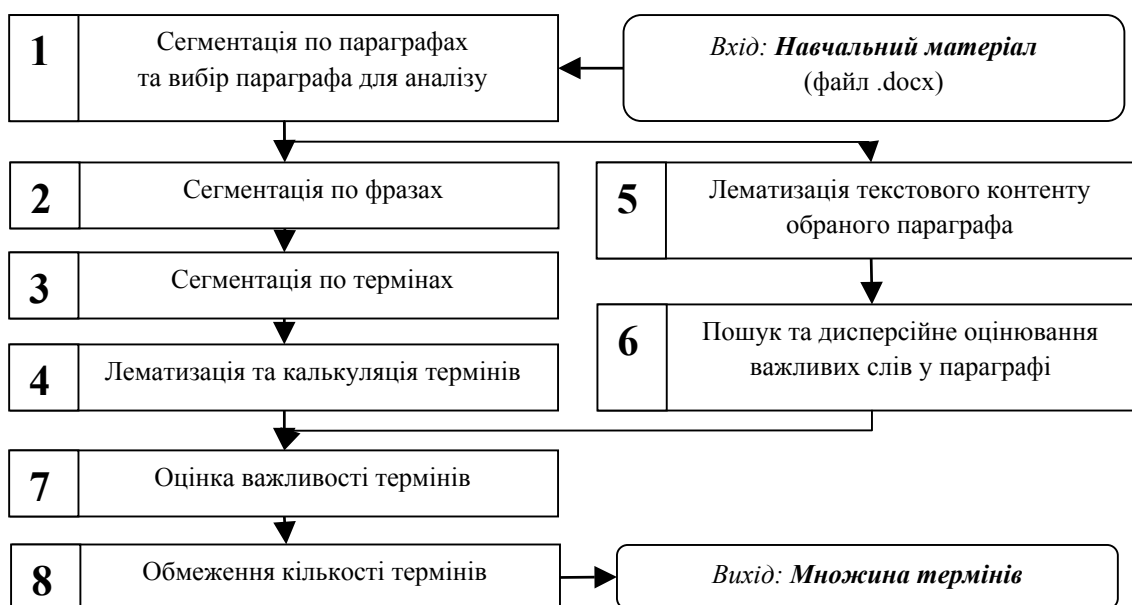 1
Сегментація по параграфах
та вибір параграфа для аналізу
Вхід: Навчальний матеріал
(файл .docx)
2
Сегментація по фразах
3
Сегментація по термінах
4
Лематизація та калькуляція термінів
5
Лематизація текстового контенту
обраного параграфа
6
Пошук та дисперсійне оцінювання
важливих слів у параграфі
7
Оцінка важливості термінів
8
Обмеження кількості термінів
Вихід: Множина термінів